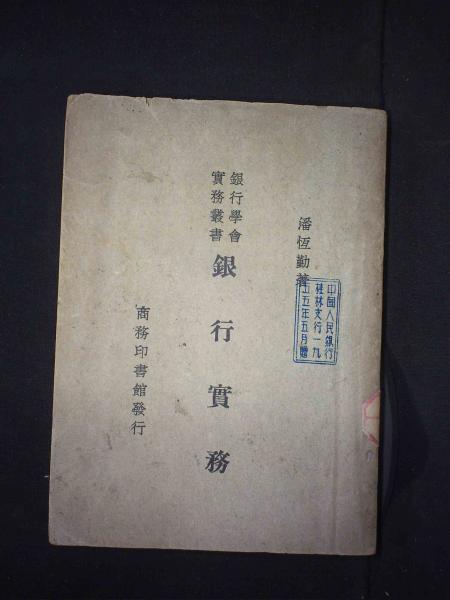 潘恆勤著
中國人民銀行
桂林支行一九
五五年五月贈
銀行學會
實務叢書
銀行實務
商務印書館發行